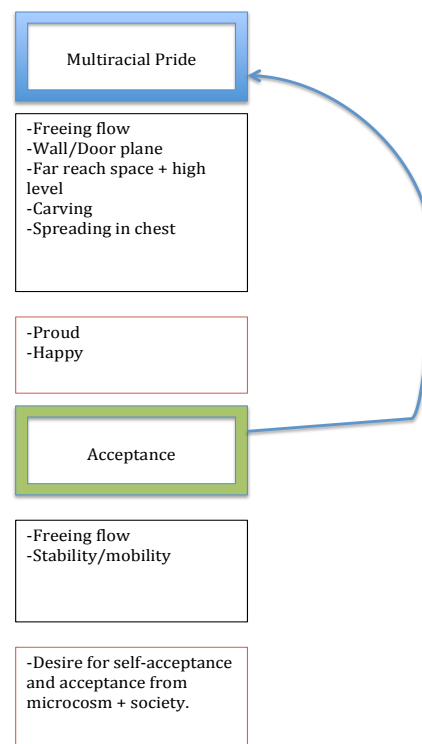 Multiracial Pride
-Freeing flow
-Wall/Door plane
-Far reach space + high
level
-Carving
-Spreading in chest
-Proud
-Happy
Acceptance
-Freeing flow
-Stability/mobility
-Desire for self-acceptance
and acceptance from
microcosm + society.